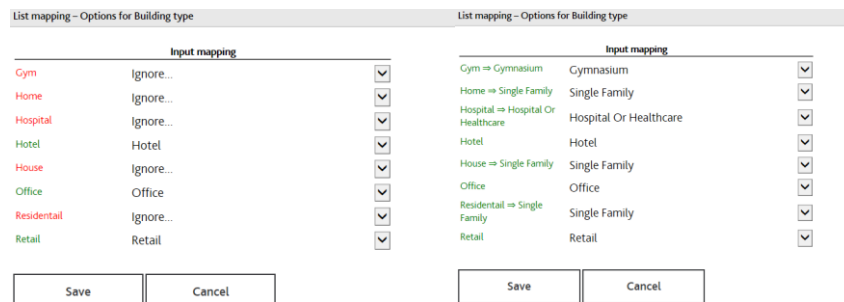 List mapping – Options for Building type
Input mapping
Gym Ignore...
Home Ignore...
Hospital Ignore...
Hotel Hotel
House Ignore...
Office Office
Residentail Ignore...
Retail Retail
Save Cancel
List mapping – Options for Building type
Input mapping
Gym ⇒ Gymnasium Gymnasium
Home ⇒ Single Family Single Family
Hospital ⇒ Hospital Or
Healthcare Hospital Or Healthcare
Hotel Hotel
House ⇒ Single Family Single Family
Office Office
Residentail ⇒ Single
Family Single Family
Retail Retail
Save Cancel